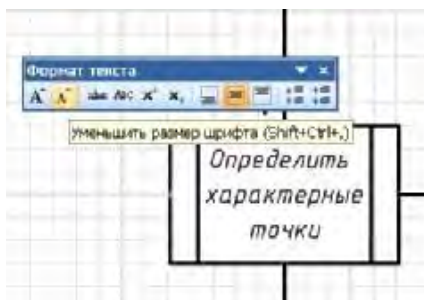 Формат текста
Уменьшить размер шрифта (Shift+Ctrl+,)
Определить
характерные
точки